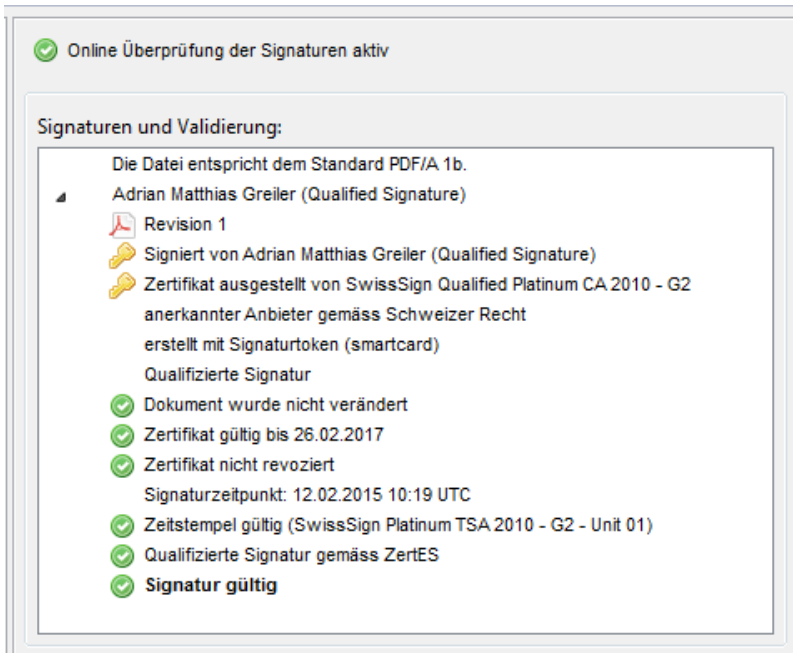 Online Überprüfung der Signaturen aktiv
Signaturen und Validierung:
Die Datei entspricht dem Standard PDF/A 1b.
Adrian Matthias Greiler (Qualified Signature)
Revision 1
Signiert von Adrian Matthias Greiler (Qualified Signature)
Zertifikat ausgestellt von SwissSign Qualified Platinum CA 2010 - G2
anerkannter Anbieter gemäss Schweizer Recht
erstellt mit Signaturtoken (smartcard)
Qualifizierte Signatur
Dokument wurde nicht verändert
Zertifikat gültig bis 26.02.2017
Zertifikat nicht revoziert
Signaturzeitpunkt: 12.02.2015 10:19 UTC
Zeitstempel gültig (SwissSign Platinum TSA 2010 - G2 - Unit 01)
Qualifizierte Signatur gemäss ZertES
Signatur gültig